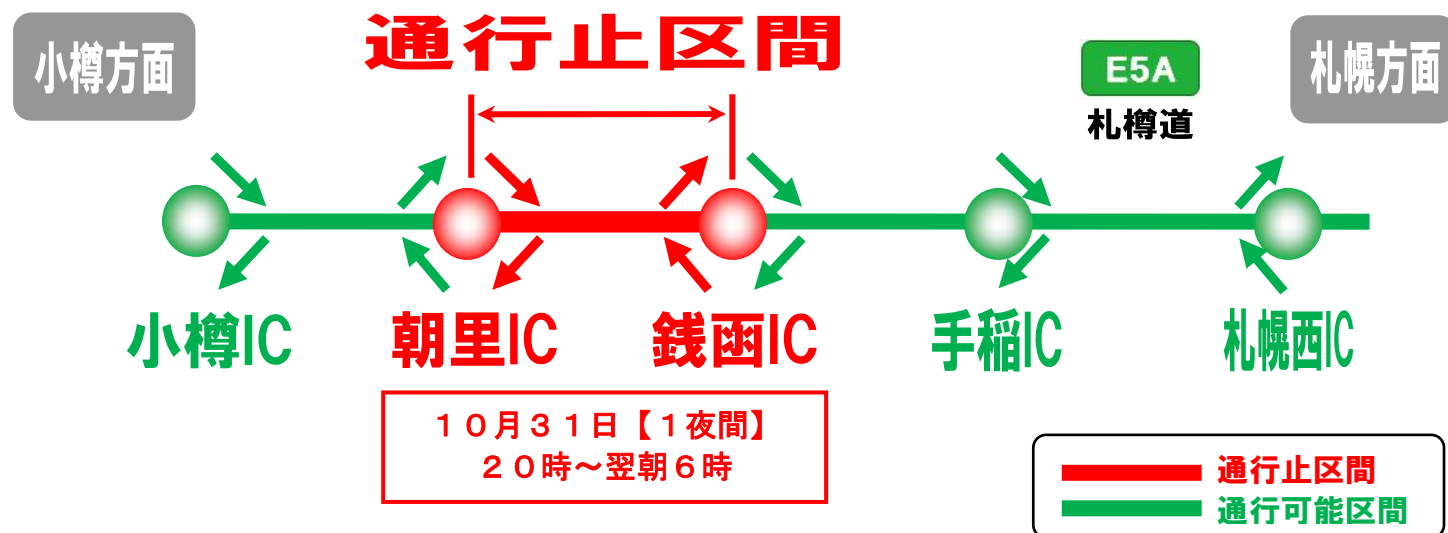 小樽方面
通行止区間
E5A
札樽道
札幌方面
小樽IC
朝里IC
銭函IC
手稲IC
札幌西IC
１０月３１日【１夜間】
２０時～翌朝６時
通行止区間
通行可能区間